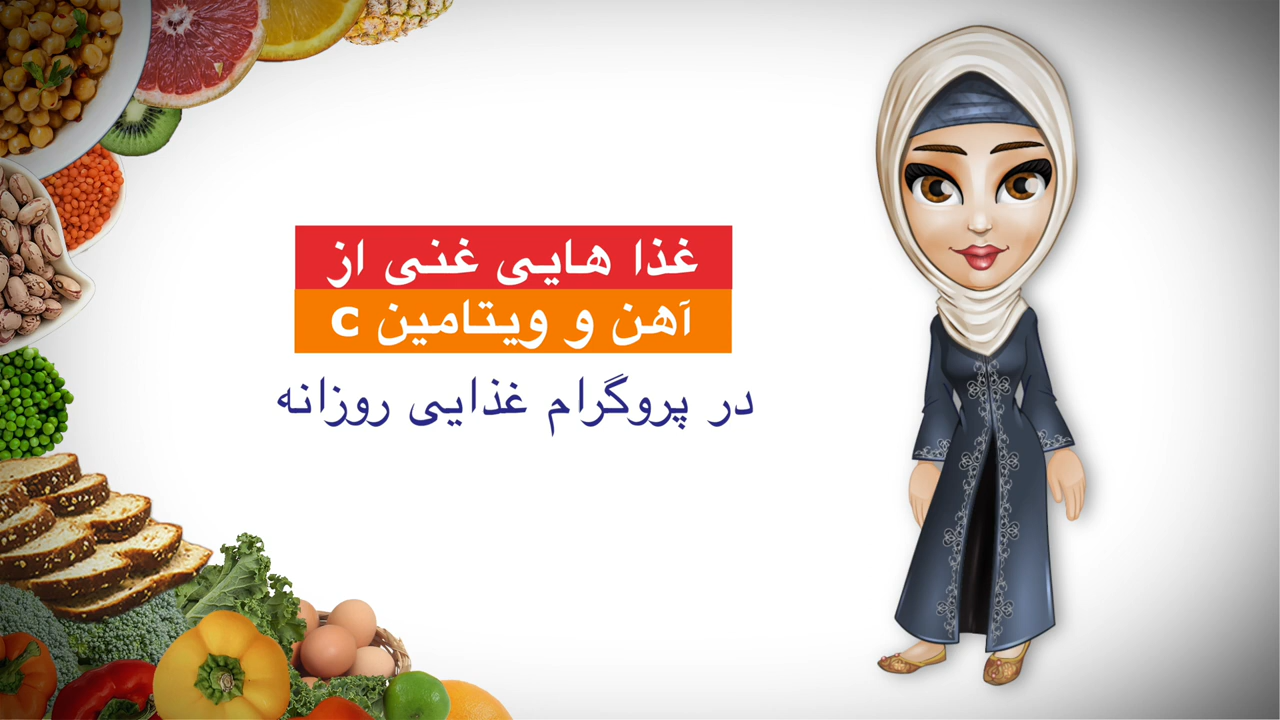 غذا هایی غنی از
آهن و ویتامین c
در پروگرام غذایی روزانه